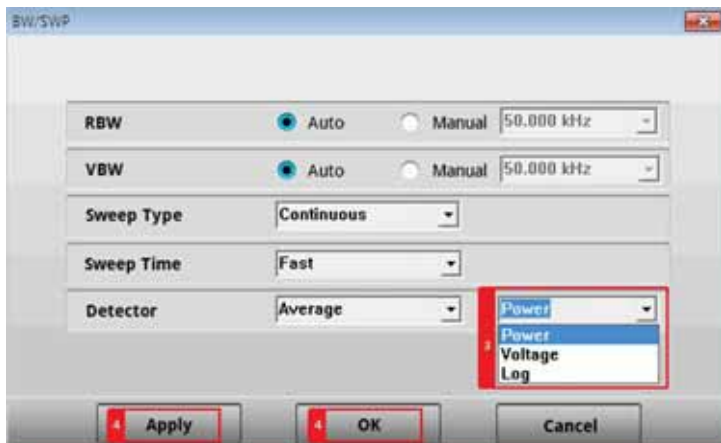 BW/SWP
RBW Auto Manual 50.000 kHz
VBW Auto Manual 50.000 kHz
Sweep Type Continuous
Sweep Time Fast
Detector Average Power
Power
3
Voltage
Log
4 Apply 4 OK Cancel